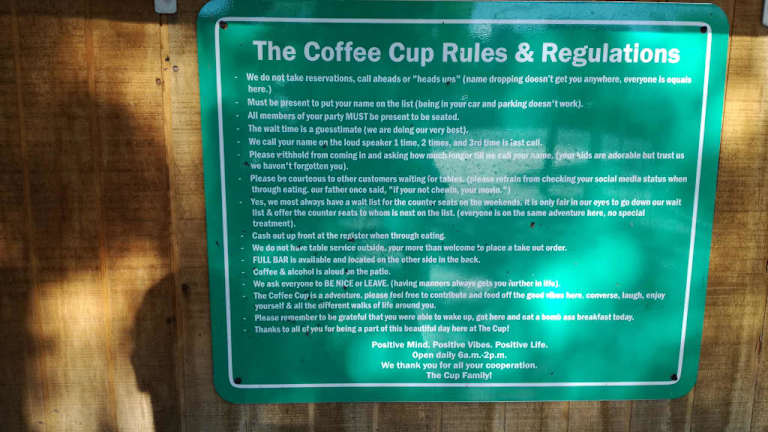 The Coffee Cup Rules & Regulations
- We do not take reservations, call aheads or "heads ups" (name dropping doesn't get you anywhere, everyone is equals
here.)
- Must be present to put your name on the list (being in your car and parking doesn't work).
- All members of your party MUST be present to be seated.
- The wait time is a guesstimate (we are doing our very best).
- We call your name on the loud speaker 1 time, 2 times, and 3rd time is last call.
- Please withhold from coming in and asking how much longer till we call your name. (your kids are adorable but trust us
we haven't forgotten you).
- Please be courteous to other customers waiting for tables. (please refrain from checking your social media status when
through eating. our father once said, "if your not chewin, your movin.")
- Yes, we most always have a wait list for the counter seats on the weekends. it is only fair in our eyes to go down our wait
list & offer the counter seats to whom is next on the list. (everyone is on the same adventure here, no special
treatment).
- Cash out up front at the register when through eating.
- We do not have table service outside, your more than welcome to place a take out order.
- FULL BAR is available and located on the other side in the back.
- Coffee & alcohol is aloud on the patio.
- We ask everyone to BE NICE or LEAVE. (having manners always gets you further in life).
- The Coffee Cup is a adventure. please feel free to contribute and feed off the good vibes here, converse, laugh, enjoy
yourself & all the different walks of life around you.
- Please remember to be grateful that you were able to wake up, got here and eat a bomb ass breakfast today.
- Thanks to all of you for being a part of this beautiful day here at The Cup!
Positive Mind. Positive Vibes. Positive Life.
Open daily 6a.m.-2p.m.
We thank you for all your cooperation.
The Cup Family!